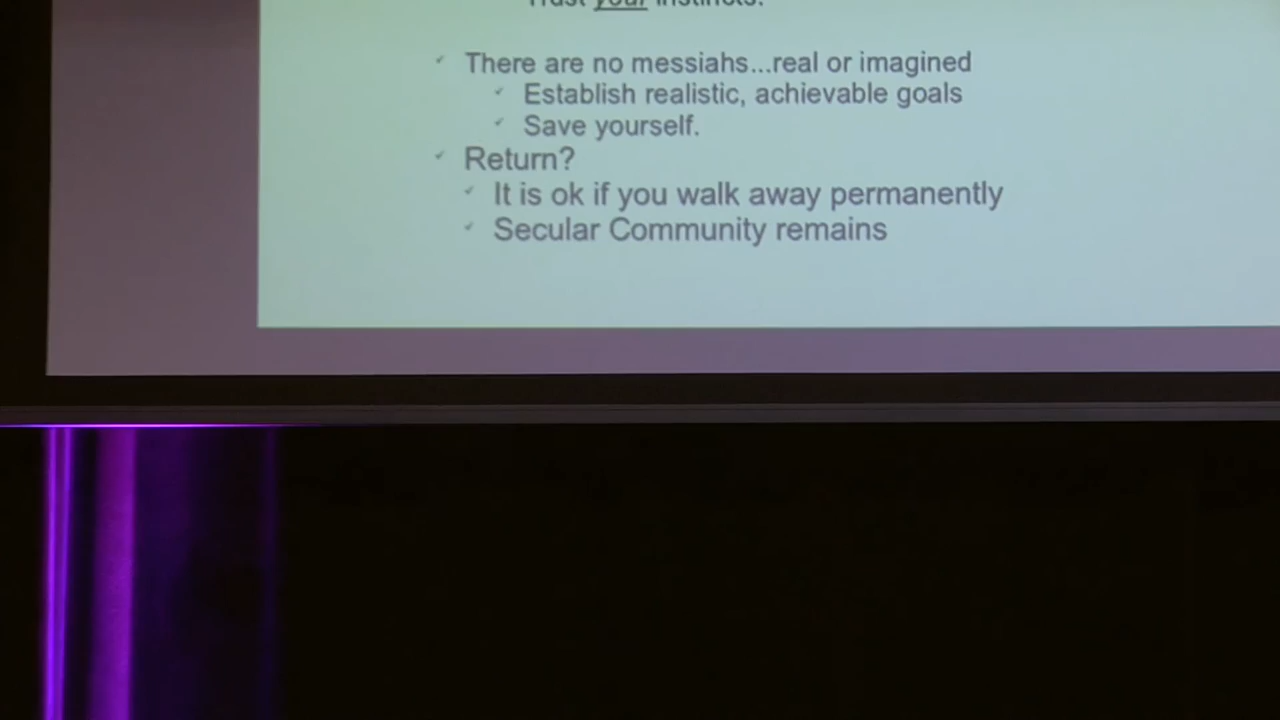 Trust your instincts.
There are no messiahs...real or imagined
Establish realistic, achievable goals
Save yourself.
Return?
It is ok if you walk away permanently
Secular Community remains